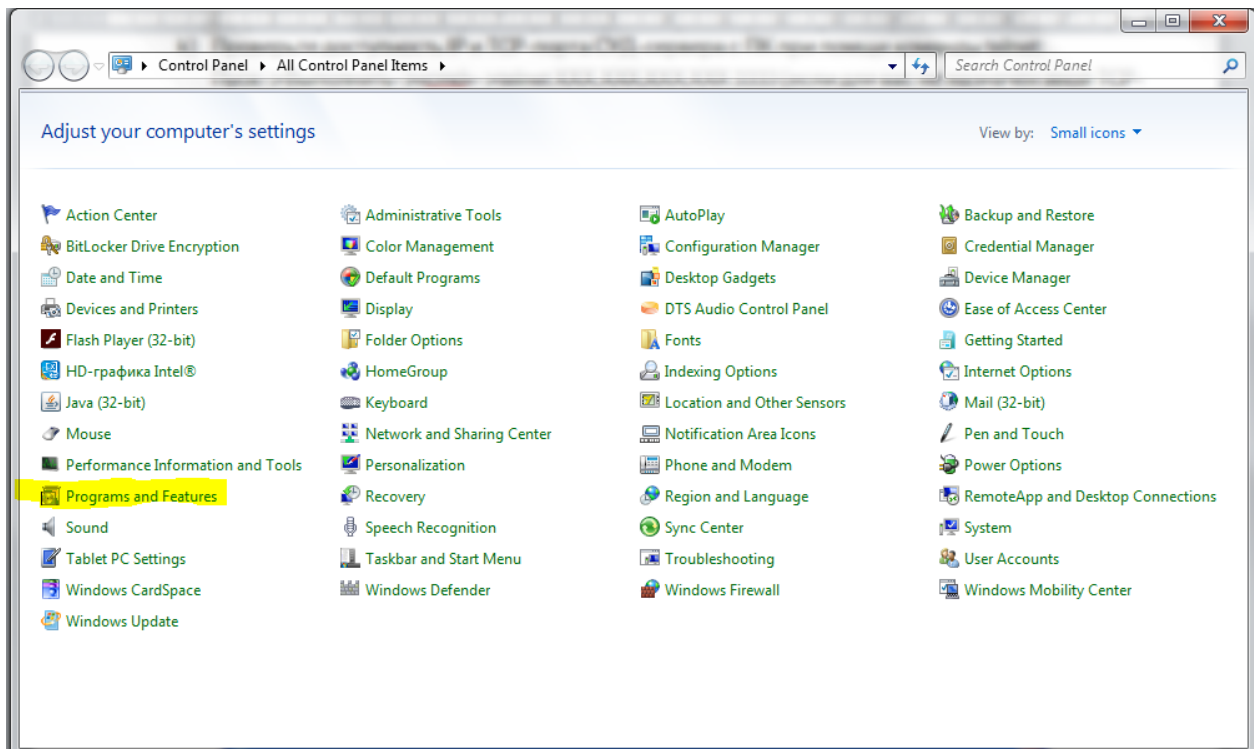 Control Panel All Control Panel Items Search Control Panel
Adjust your computer's settings View by: Small icons
Action Center Administrative Tools AutoPlay Backup and Restore
BitLocker Drive Encryption Color Management Configuration Manager Credential Manager
Date and Time Default Programs Desktop Gadgets Device Manager
Devices and Printers Display DTS Audio Control Panel Ease of Access Center
Flash Player (32-bit) Folder Options Fonts Getting Started
HD-графика Intel® HomeGroup Indexing Options Internet Options
Java (32-bit) Keyboard Location and Other Sensors Mail (32-bit)
Mouse Network and Sharing Center Notification Area Icons Pen and Touch
Performance Information and Tools Personalization Phone and Modem Power Options
Programs and Features Recovery Region and Language RemoteApp and Desktop Connections
Sound Speech Recognition Sync Center System
Tablet PC Settings Taskbar and Start Menu Troubleshooting User Accounts
Windows CardSpace Windows Defender Windows Firewall Windows Mobility Center
Windows Update